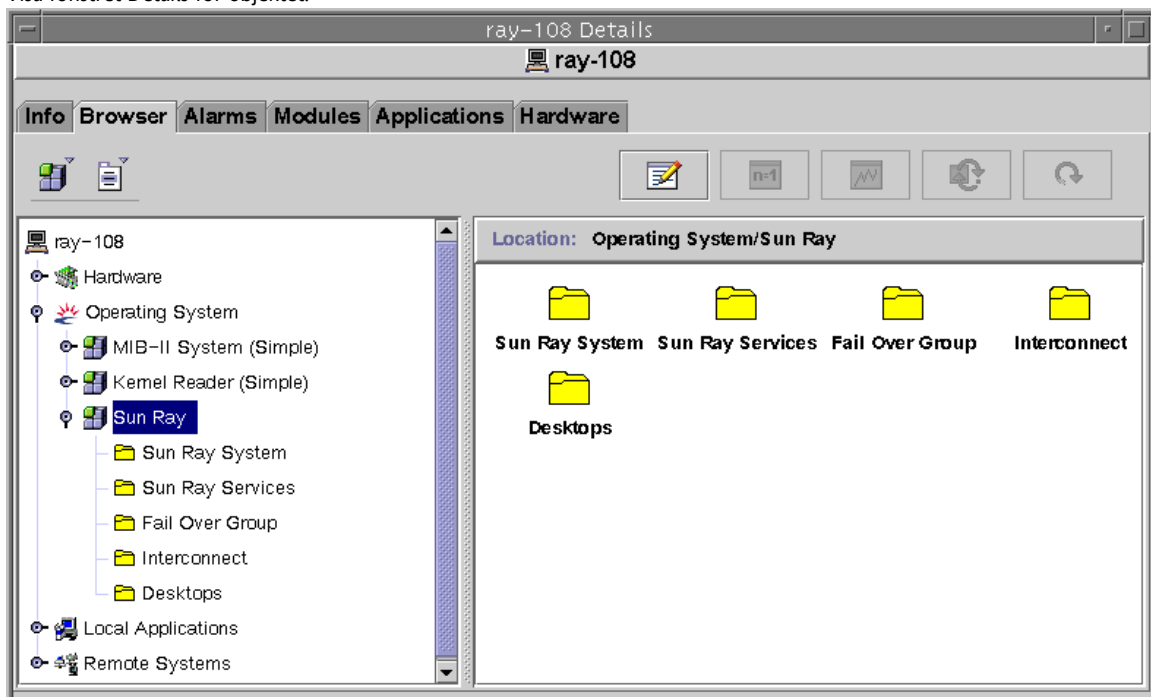 ray-108 Details
ray-108
Info Browser Alarms Modules Applications Hardware
n=1
ray-108
Hardware
Operating System
MIB-II System (Simple)
Kernel Reader (Simple)
Sun Ray
Sun Ray System
Sun Ray Services
Fail Over Group
Interconnect
Desktops
Local Applications
Remote Systems
Location: Operating System/Sun Ray
Sun Ray System Sun Ray Services Fail Over Group Interconnect
Desktops